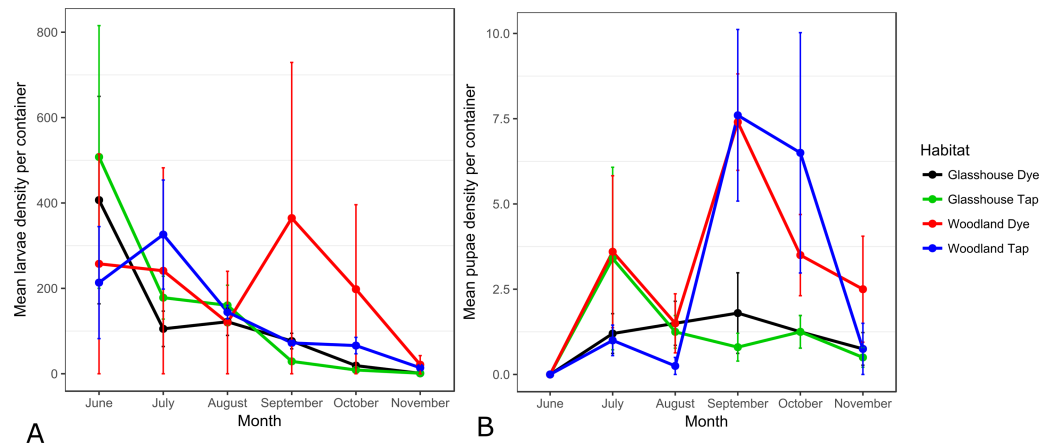 Mean larvae density per container
800
600
400
200
0
June July August September October November
Month
A
Mean pupae density per container
10.0
7.5
5.0
2.5
0.0
June July August September October November
Month
B
Habitat
Glasshouse Dye
Glasshouse Tap
Woodland Dye
Woodland Tap